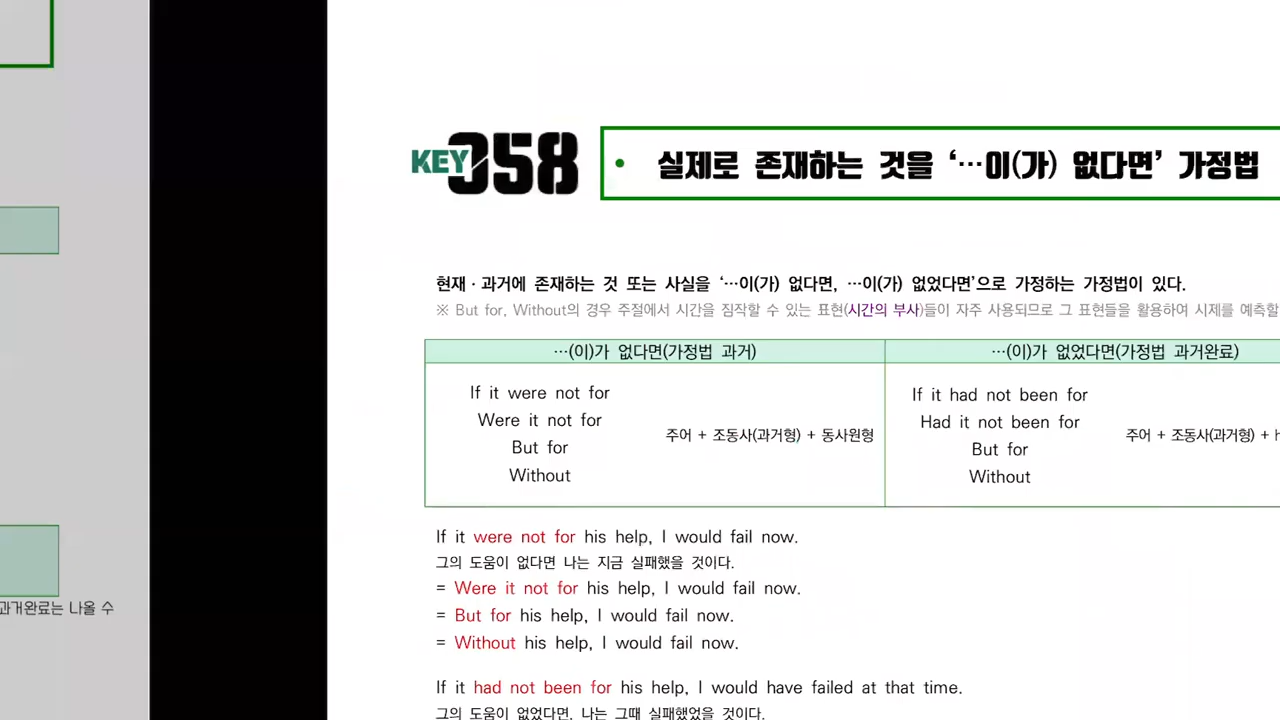 KEY 058
• 실제로 존재하는 것을 ‘…이(가) 없다면’ 가정법
현재 · 과거에 존재하는 것 또는 사실을 ‘…이(가) 없다면, …이(가) 없었다면’으로 가정하는 가정법이 있다.
※ But for, Without의 경우 주절에서 시간을 짐작할 수 있는 표현(시간의 부사)들이 자주 사용되므로 그 표현들을 활용하여 시제를 예측할
…(이)가 없다면(가정법 과거)
…(이)가 없었다면(가정법 과거완료)
If it were not for
Were it not for
But for
Without
주어 + 조동사(과거형) + 동사원형
If it had not been for
Had it not been for
But for
Without
주어 + 조동사(과거형) + h
If it were not for his help, I would fail now.
그의 도움이 없다면 나는 지금 실패했을 것이다.
= Were it not for his help, I would fail now.
= But for his help, I would fail now.
= Without his help, I would fail now.
과거완료는 나올 수
If it had not been for his help, I would have failed at that time.
그의 도움이 없었다면, 나는 그때 실패했었을 것이다.